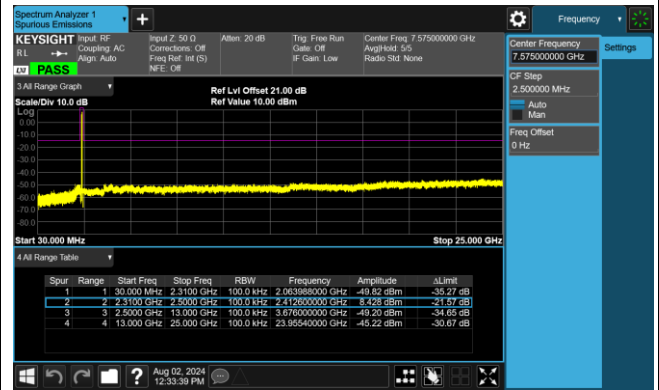 Spectrum Analyzer 1
Spurious Emissions
Frequency
KEYSIGHT Input: RF Input Z: 50 Ω Atten: 20 dB Trig: Free Run Center Freq: 7.575000000 GHz
RL Coupling: AC Corrections: Off Gate: Off Avg|Hold: 5/5
Align: Auto Freq Ref: Int (S) IF Gain: Low Radio Std: None
NFE: Off
LXI PASS
Center Frequency
7.575000000 GHz
Settings
CF Step
2.500000 MHz
Auto
Man
Freq Offset
0 Hz
3 All Range Graph
Ref Lvl Offset 21.00 dB
Scale/Div 10.0 dB Ref Value 10.00 dBm
Log
0.00
-10.0
-20.0
-30.0
-40.0
-50.0
-60.0
-70.0
-80.0
Start 30.000 MHz Stop 25.000 GHz
4 All Range Table
Spur Range Start Freq Stop Freq RBW Frequency Amplitude ΔLimit
1 1 30.000 MHz 2.3100 GHz 100.0 kHz 2.063988000 GHz -49.82 dBm -35.27 dB
2 2 2.3100 GHz 2.5000 GHz 100.0 kHz 2.412600000 GHz 8.428 dBm -21.57 dB
3 3 2.5000 GHz 13.000 GHz 100.0 kHz 3.676000000 GHz -49.20 dBm -34.65 dB
4 4 13.000 GHz 25.000 GHz 100.0 kHz 23.95540000 GHz -45.22 dBm -30.67 dB
Aug 02, 2024
12:33:39 PM